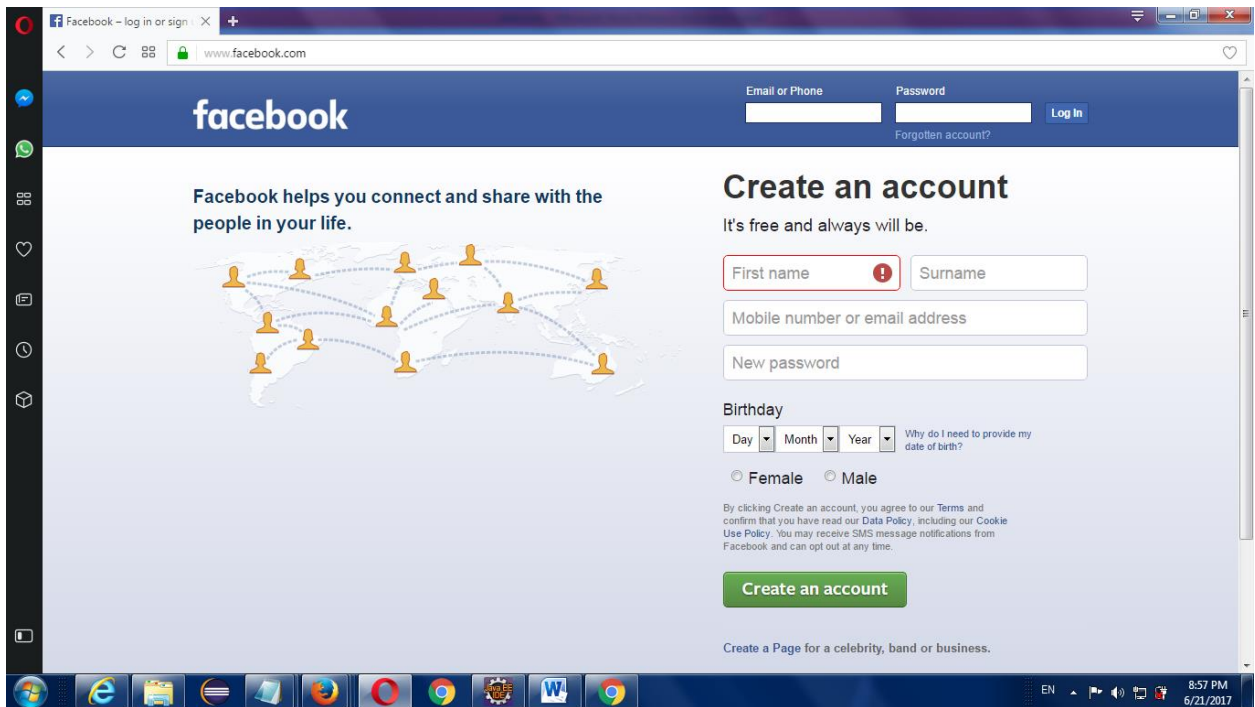 Facebook – log in or sign
www.facebook.com
facebook
Email or Phone
Password
Log In
Forgotten account?
Facebook helps you connect and share with the
people in your life.
Create an account
It's free and always will be.
First name
Surname
Mobile number or email address
New password
Birthday
Day Month Year
Why do I need to provide my
date of birth?
Female Male
By clicking Create an account, you agree to our Terms and
confirm that you have read our Data Policy, including our Cookie
Use Policy. You may receive SMS message notifications from
Facebook and can opt out at any time.
Create an account
Create a Page for a celebrity, band or business.
Java EE
IDE
W
EN
8:57 PM
6/21/2017